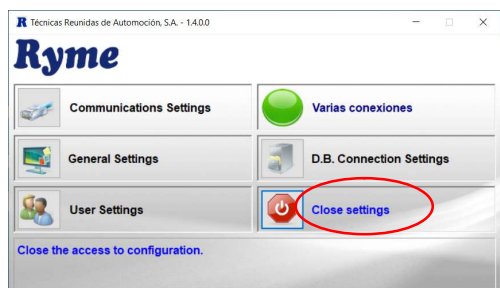 R Técnicas Reunidas de Automoción, S.A. - 1.4.0.0
Ryme
Communications Settings
Varias conexiones
General Settings
D.B. Connection Settings
User Settings
Close settings
Close the access to configuration.